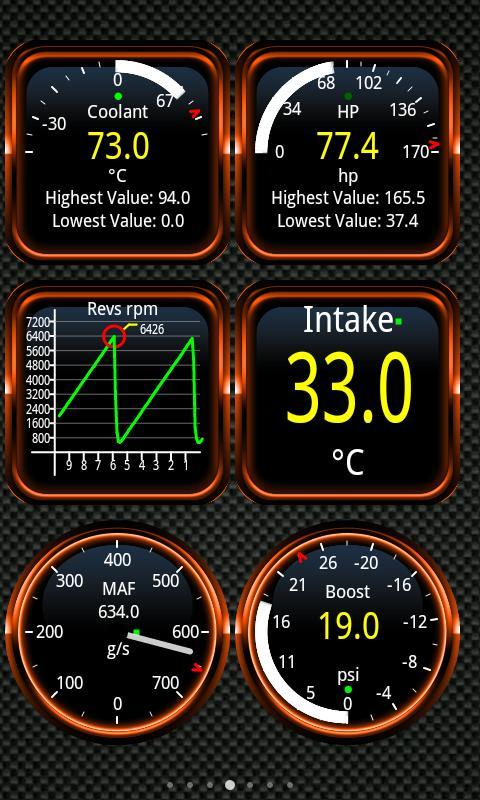 0
67
-30
Coolant
73.0
°C
Highest Value: 94.0
Lowest Value: 0.0
68
102
34
136
HP
0
77.4
170
hp
Highest Value: 165.5
Lowest Value: 37.4
Revs rpm
6426
7200
6400
5600
4800
4000
3200
2400
1600
800
9 8 7 6 5 4 3 2 1
Intake
33.0
°C
400
300
500
MAF
634.0
200
600
g/s
100
700
0
26
-20
21
-16
Boost
16
19.0
-12
11
-8
psi
5
0
-4